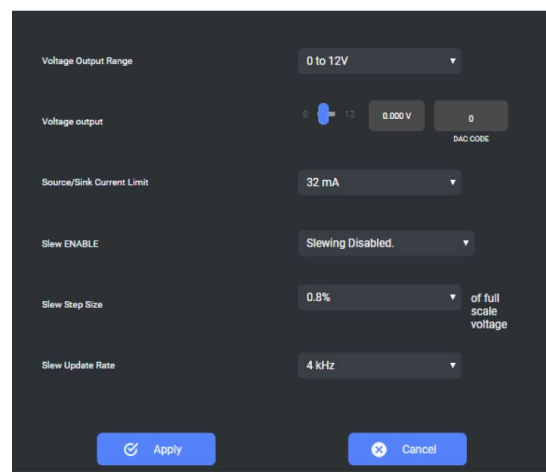 Voltage Output Range 0 to 12V
Voltage output 0 12 0.000 V 0
DAC CODE
Source/Sink Current Limit 32 mA
Slew ENABLE Slewing Disabled.
Slew Step Size 0.8% of full
scale
voltage
Slew Update Rate 4 kHz
Apply Cancel